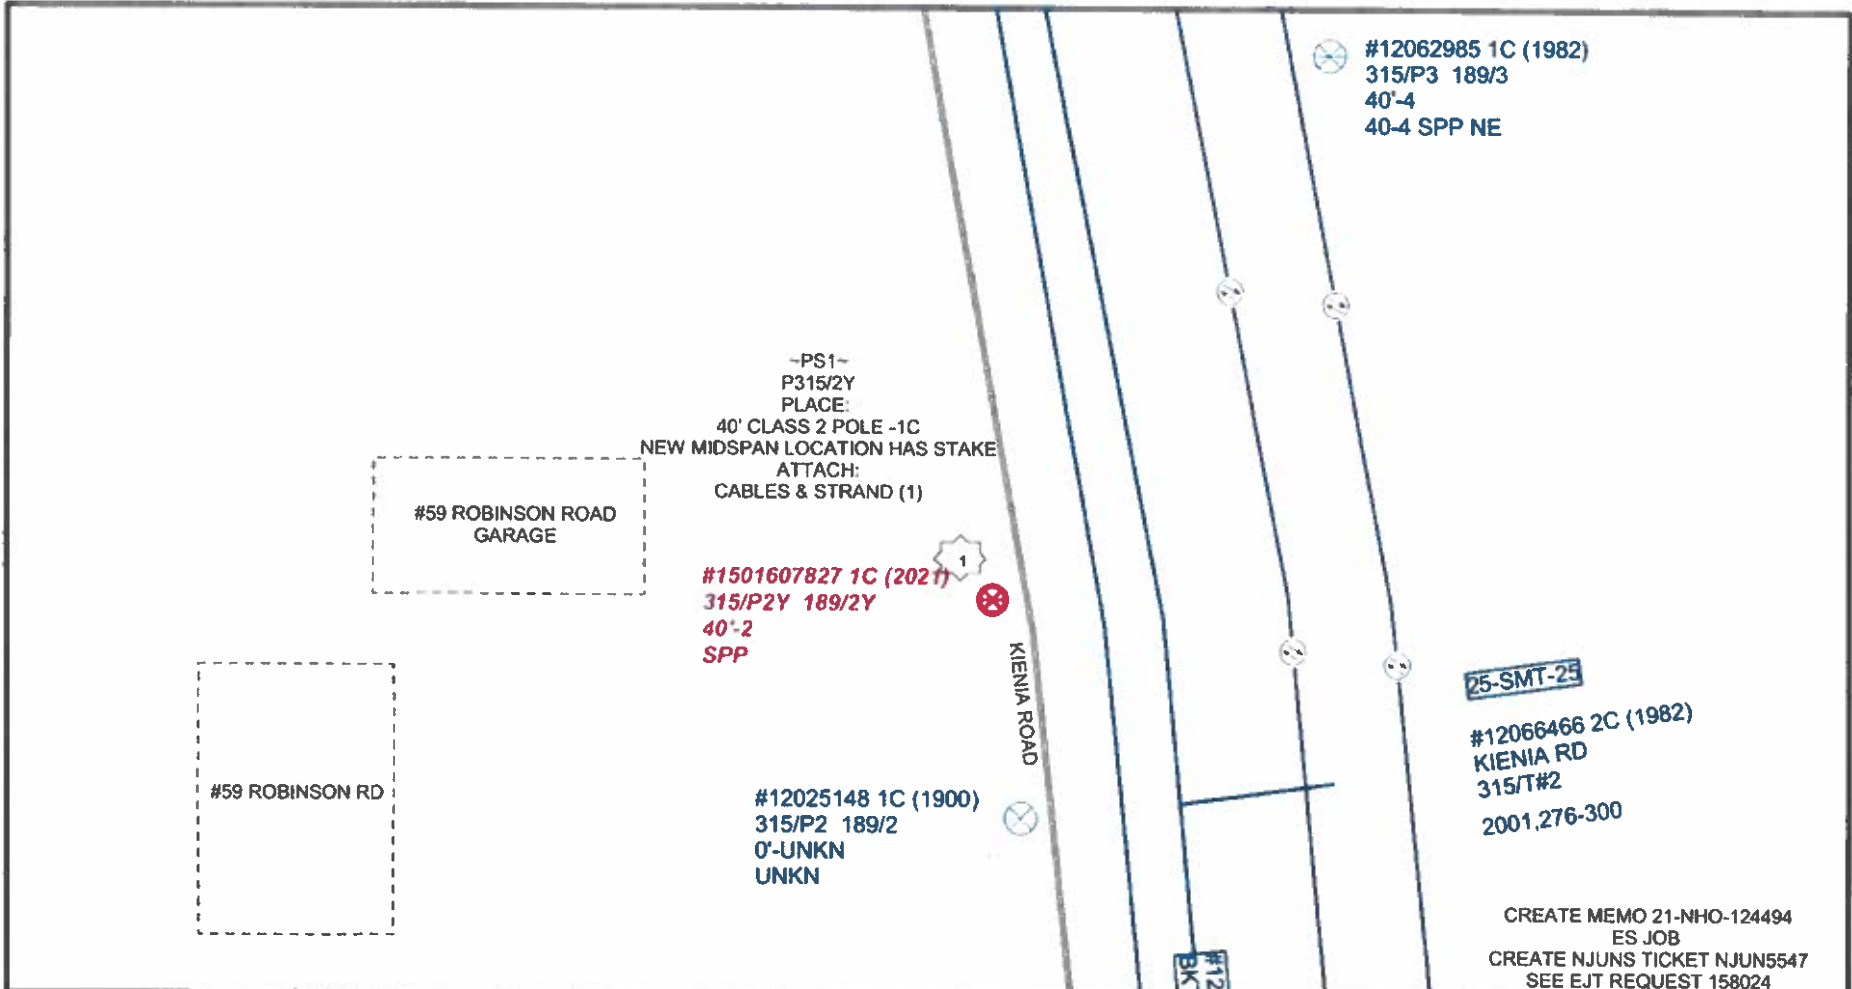 #12062985 1C (1982)
315/P3 189/3
40'-4
40-4 SPP NE
~PS1~
P315/2Y
PLACE:
40' CLASS 2 POLE -1C
NEW MIDSPAN LOCATION HAS STAKE
ATTACH:
CABLES & STRAND (1)
#59 ROBINSON ROAD
GARAGE
1
#1501607827 1C (2021)
315/P2Y 189/2Y
40'-2
SPP
KIENIA ROAD
25-SMT-25
#12066466 2C (1982)
KIENIA RD
315/T#2
2001,276-300
#59 ROBINSON RD
#12025148 1C (1900)
315/P2 189/2
0'-UNKN
UNKN
CREATE MEMO 21-NHO-124494
ES JOB
CREATE NJUNS TICKET NJUN5547
SEE EJT REQUEST 158024
#12
BK